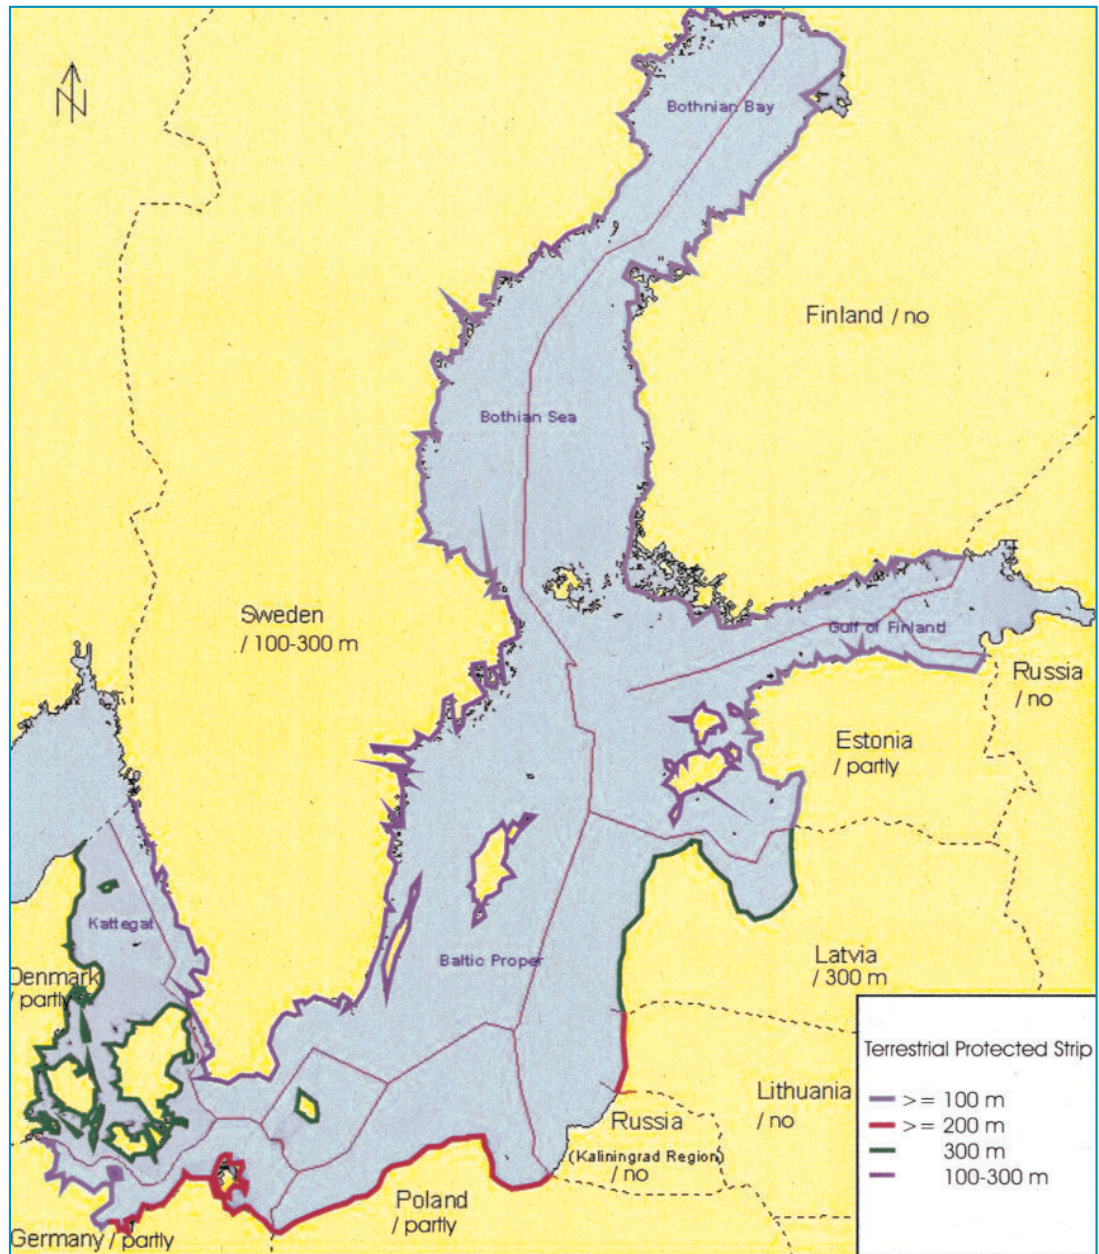 N
Bothnian Bay
Finland / no
Bothian Sea
Sweden
/ 100-300 m
Gulf of Finland
Russia
/ no
Estonia
/ partly
Kattegat
Baltic Proper
Latvia
/ 300 m
Denmark
/ partly
Terrestrial Protected Strip
>= 100 m
>= 200 m
300 m
100-300 m
Lithuania
/ no
Russia
(Kaliningrad Region)
/ no
Poland
/ partly
Germany / partly